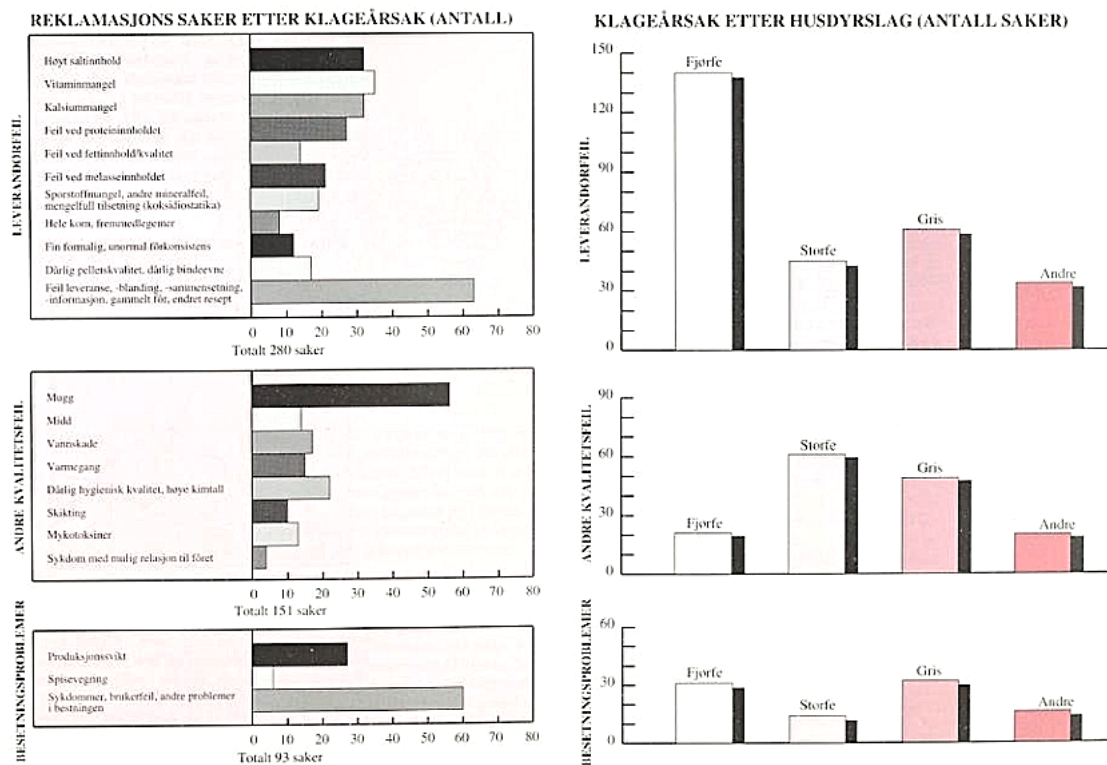 REKLAMASJONS SAKER ETTER KLAGEÅRSAK (ANTALL)
LEVERANDØRFEIL
Høyt saltinnhold
Vitaminmangel
Kalsiummangel
Feil ved proteininnholdet
Feil ved fettinnhold/kvalitet
Feil ved melasseinnholdet
Sporstoffmangel, andre mineralfeil,
mengelfull tilsetning (koksidiostatika)
Hele korn, fremmedlegemer
Fin formalig, unormal fôrkonsistens
Dårlig pelletskvalitet, dårlig bindeevne
Feil leveranse, -blanding, -sammensetning,
-informasjon, gammelt fôr, endret resept
0 10 20 30 40 50 60 70 80
Totalt 280 saker
ANDRE KVALITETSFEIL
Mugg
Midd
Vannskade
Varmegang
Dårlig hygienisk kvalitet, høye kimtall
Skikting
Mykotoksiner
Sykdom med mulig relasjon til fôret
0 10 20 30 40 50 60 70 80
Totalt 151 saker
BESETNINGSPROBLEMER
Produksjonssvikt
Spisevegring
Sykdommer, brukerfeil, andre problemer
i bestningen
0 10 20 30 40 50 60 70 80
Totalt 93 saker
KLAGEÅRSAK ETTER HUSDYRSLAG (ANTALL SAKER)
LEVERANDØRFEIL
150
120
90
60
30
0
Fjørfe
Storfe
Gris
Andre
ANDRE KVALITETSFEIL
90
60
30
0
Fjørfe
Storfe
Gris
Andre
BESETNINGSPROBLEMER
60
30
0
Fjørfe
Storfe
Gris
Andre